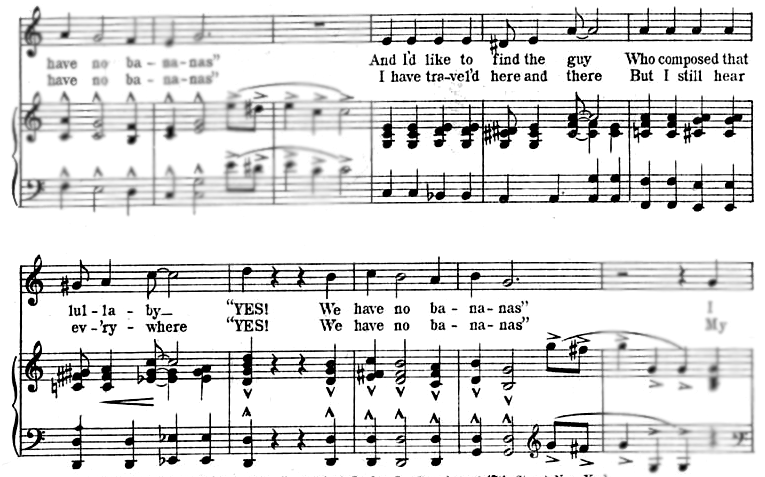 have no ba - na - nas" And I'd like to find the guy Who composed that
have no ba - na - nas" I have tra-vel'd here and there But I still hear
lul - la - by "YES! We have no ba - na - nas" I
ev-'ry - where "YES! We have no ba - na - nas" My